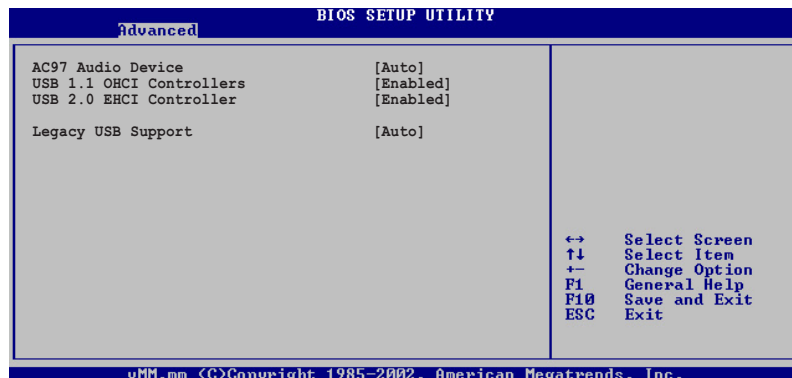 BIOS SETUP UTILITY
Advanced
AC97 Audio Device [Auto]
USB 1.1 OHCI Controllers [Enabled]
USB 2.0 EHCI Controller [Enabled]
Legacy USB Support [Auto]
←→ Select Screen
↑↓ Select Item
+- Change Option
F1 General Help
F10 Save and Exit
ESC Exit
vMM.mm (C)Copyright 1985-2002, American Megatrends, Inc.